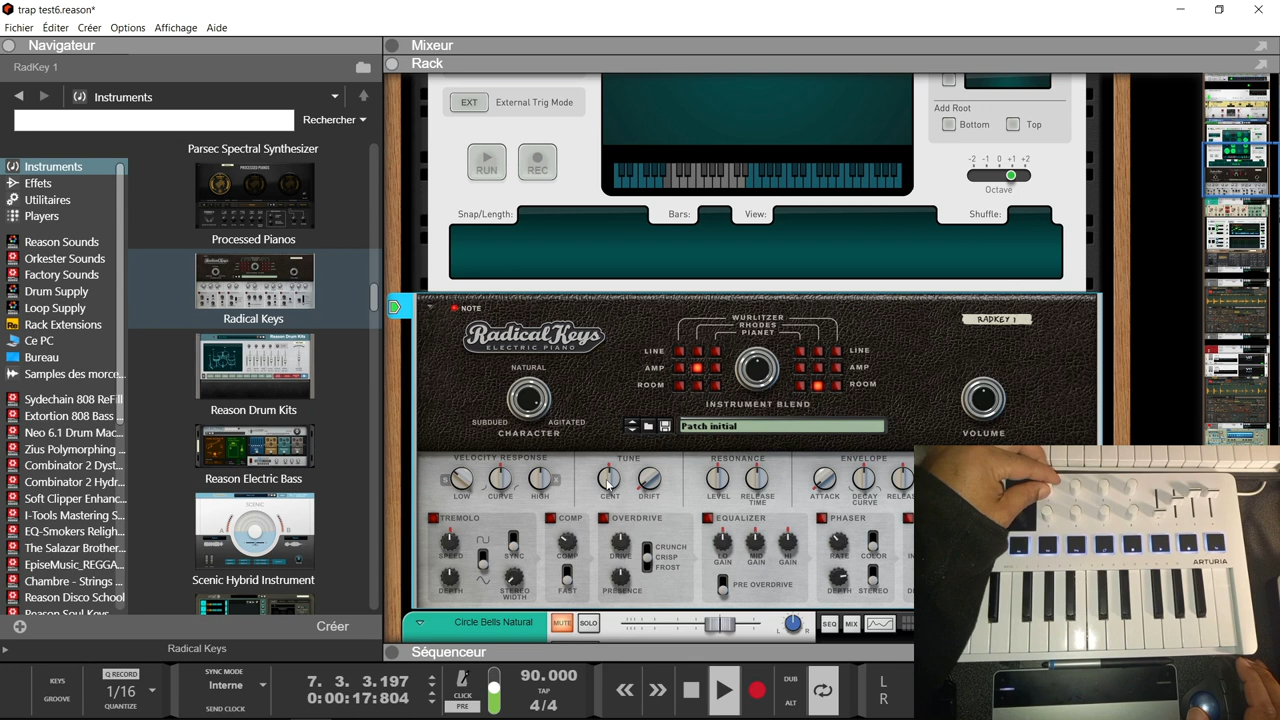 trap test6.reason*
Fichier Éditer Créer Options Affichage Aide
Navigateur
RadKey 1
Instruments
Rechercher
Instruments
Effets
Utilitaires
Players
Reason Sounds
Orkester Sounds
Factory Sounds
Drum Supply
Loop Supply
Rack Extensions
Ce PC
Bureau
Samples des morce...
Sydechain 808 ReFill
Extortion 808 Bass ...
Neo 6.1 Drum Mac...
Zius Polymorphing ...
Combinator 2 Dyst...
Combinator 2 Hydr...
Soft Clipper Enhanc...
I-Tools Mastering S...
EQ-Smokers Religh...
The Salazar Brother...
EpiseMusic_REGGA...
Chambre - Strings ...
Reason Disco School
Reason Soul Keys
Parsec Spectral Synthesizer
Processed Pianos
Radical Keys
Reason Drum Kits
Reason Electric Bass
Scenic Hybrid Instrument
Créer
Radical Keys
Mixeur
Rack
EXT External Trig Mode
RUN REC
Add Root
Bottom Top
-2 -1 0 +1 +2
Octave
Snap/Length: Bars: View: Shuffle:
NOTE
Radical Keys
ELECTRIC PIANO
WURLITZER
RHODES
PIANET
LINE LINE
AMP AMP
ROOM ROOM
INSTRUMENT BLEND
RADKEY 1
NATURAL
SUBDUED AGITATED
CHARACTER
Patch initial
VOLUME
VELOCITY RESPONSE TUNE RESONANCE ENVELOPE
LOW CURVE HIGH CENT DRIFT LEVEL RELEASE TIME ATTACK DECAY CURVE
TREMOLO COMP OVERDRIVE EQUALIZER PHASER
SPEED SYNC COMP DRIVE CRUNCH CRISP FROST LO GAIN MID GAIN HI GAIN RATE COLOR
DEPTH STEREO WIDTH FAST PRESENCE PRE OVERDRIVE DEPTH STEREO
Circle Bells Natural MUTE SOLO L R SEQ MIX
ARTURIA
Séquenceur
KEYS
GROOVE
Q RECORD
1/16
QUANTIZE
SYNC MODE
Interne
SEND CLOCK
7. 3. 3.197
0:00:17:804
CLICK
PRE
90.000
TAP
4/4
DUB
ALT
L
R